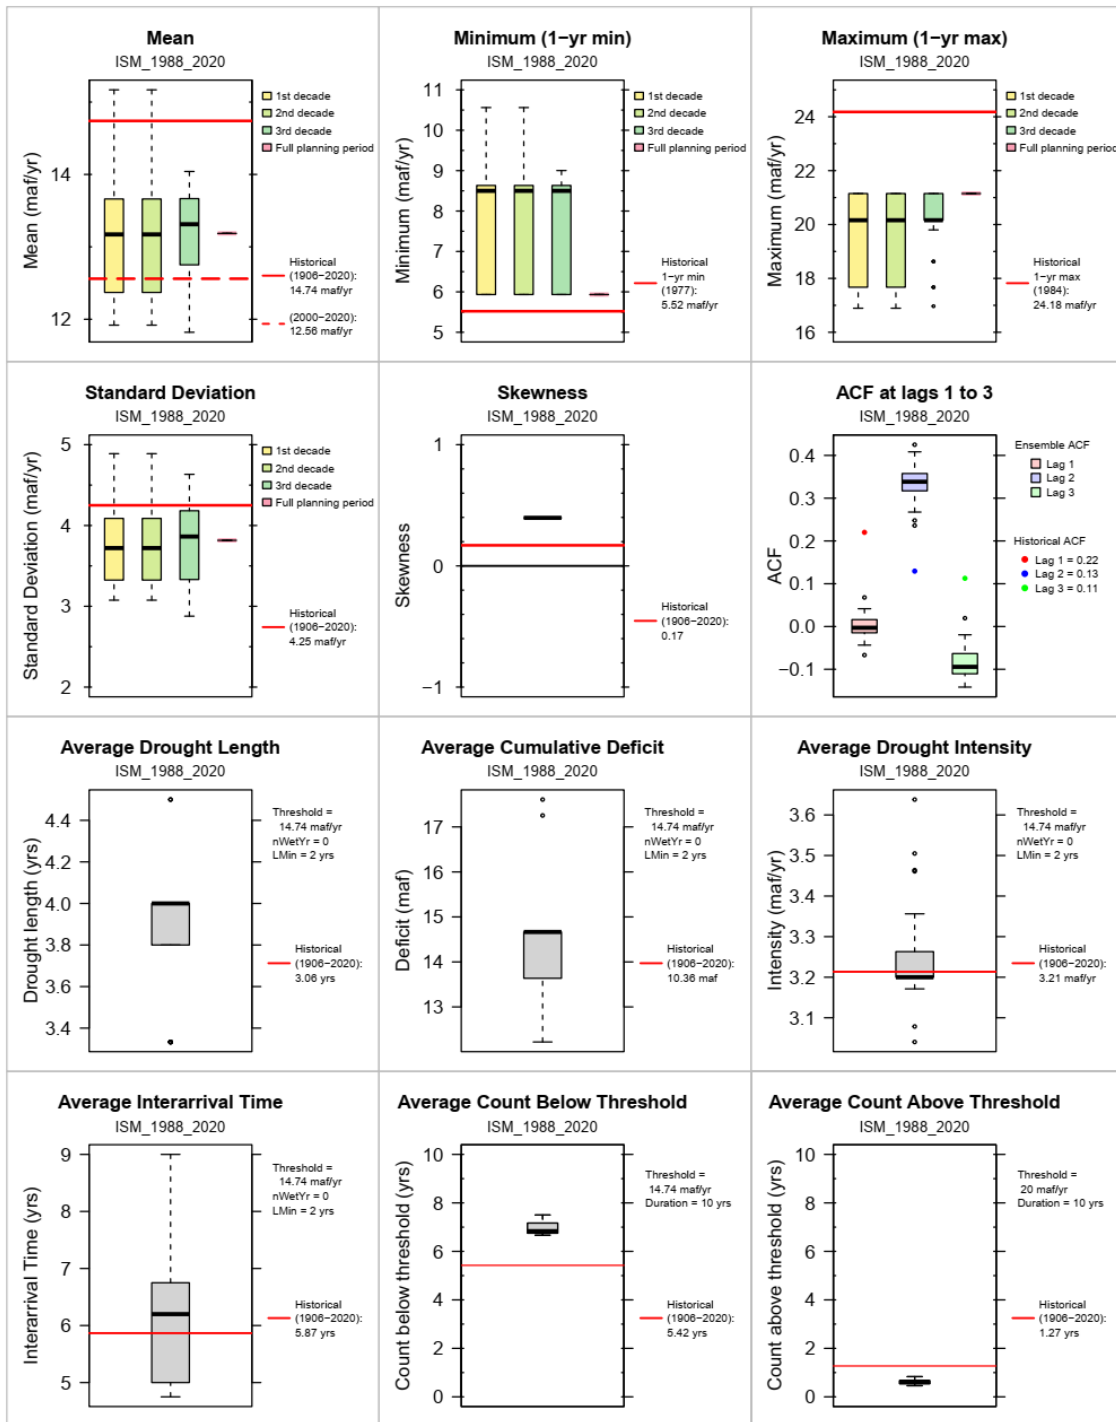 Mean
ISM_1988_2020
Mean (maf/yr)
14
12
1st decade
2nd decade
3rd decade
Full planning period
Historical
(1906−2020):
14.74 maf/yr
(2000−2020):
12.56 maf/yr
Minimum (1−yr min)
ISM_1988_2020
Minimum (maf/yr)
11
10
9
8
7
6
5
1st decade
2nd decade
3rd decade
Full planning period
Historical
1−yr min
(1977):
5.52 maf/yr
Maximum (1−yr max)
ISM_1988_2020
Maximum (maf/yr)
24
22
20
18
16
1st decade
2nd decade
3rd decade
Full planning period
Historical
1−yr max
(1984):
24.18 maf/yr
Standard Deviation
ISM_1988_2020
Standard Deviation (maf/yr)
5
4
3
2
1st decade
2nd decade
3rd decade
Full planning period
Historical
(1906−2020):
4.25 maf/yr
Skewness
ISM_1988_2020
Skewness
1
0
−1
Historical
(1906−2020):
0.17
ACF at lags 1 to 3
ISM_1988_2020
ACF
0.4
0.3
0.2
0.1
0.0
−0.1
Ensemble ACF
Lag 1
Lag 2
Lag 3
Historical ACF
Lag 1 = 0.22
Lag 2 = 0.13
Lag 3 = 0.11
Average Drought Length
ISM_1988_2020
Drought length (yrs)
4.4
4.2
4.0
3.8
3.6
3.4
Threshold =
14.74 maf/yr
nWetYr = 0
LMin = 2 yrs
Historical
(1906−2020):
3.06 yrs
Average Cumulative Deficit
ISM_1988_2020
Deficit (maf)
17
16
15
14
13
Threshold =
14.74 maf/yr
nWetYr = 0
LMin = 2 yrs
Historical
(1906−2020):
10.36 maf
Average Drought Intensity
ISM_1988_2020
Intensity (maf/yr)
3.6
3.5
3.4
3.3
3.2
3.1
Threshold =
14.74 maf/yr
nWetYr = 0
LMin = 2 yrs
Historical
(1906−2020):
3.21 maf/yr
Average Interarrival Time
ISM_1988_2020
Interarrival Time (yrs)
9
8
7
6
5
Threshold =
14.74 maf/yr
nWetYr = 0
LMin = 2 yrs
Historical
(1906−2020):
5.87 yrs
Average Count Below Threshold
ISM_1988_2020
Count below threshold (yrs)
10
8
6
4
2
0
Threshold =
14.74 maf/yr
Duration = 10 yrs
Historical
(1906−2020):
5.42 yrs
Average Count Above Threshold
ISM_1988_2020
Count above threshold (yrs)
10
8
6
4
2
0
Threshold =
20 maf/yr
Duration = 10 yrs
Historical
(1906−2020):
1.27 yrs